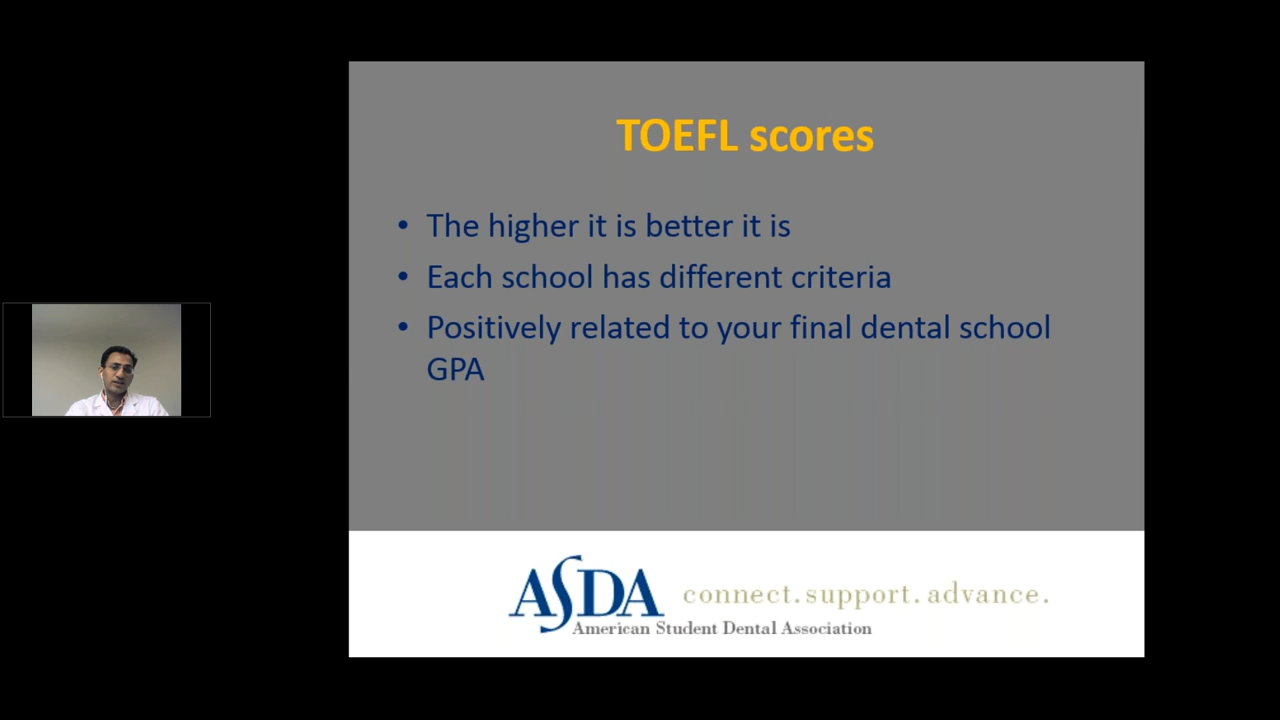 TOEFL scores
• The higher it is better it is
• Each school has different criteria
• Positively related to your final dental school
GPA
ASDA connect. support. advance.
American Student Dental Association